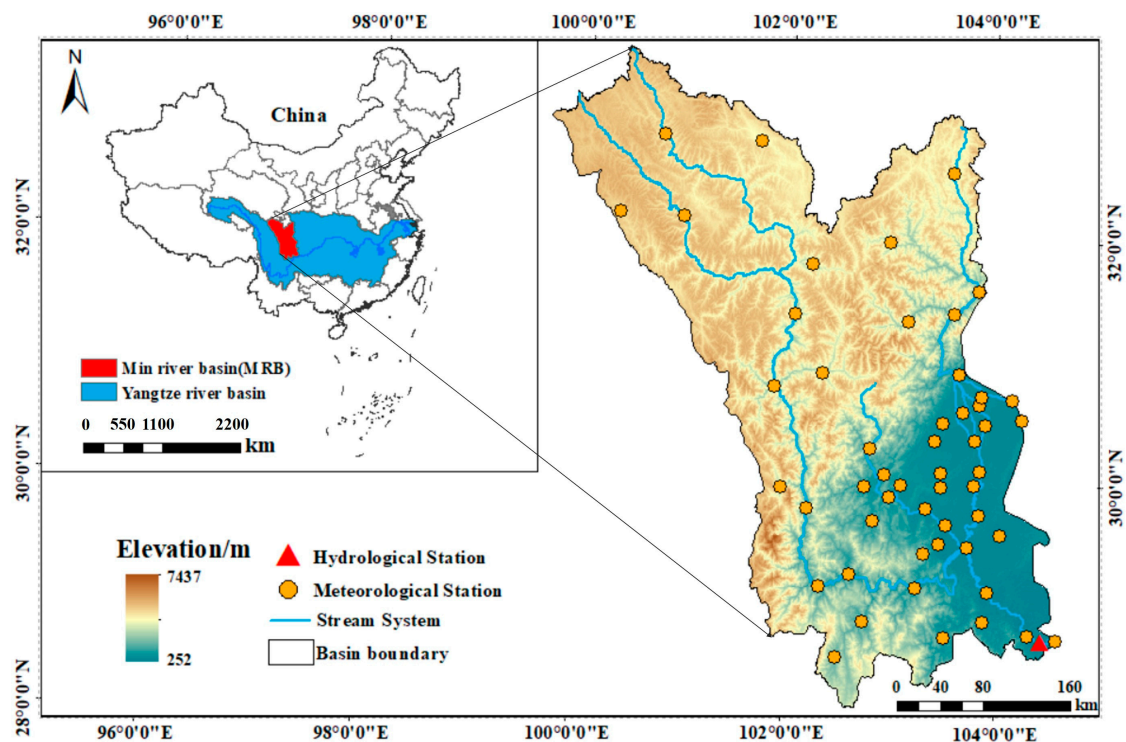 96°0'0"E 98°0'0"E 100°0'0"E 102°0'0"E 104°0'0"E
N
China
32°0'0"N
32°0'0"N
Min river basin(MRB)
Yangtze river basin
0 550 1100 2200
km
30°0'0"N
30°0'0"N
Elevation/m
7437
252
Hydrological Station
Meteorological Station
Stream System
Basin boundary
0 40 80 160
km
28°0'0"N
28°0'0"N
96°0'0"E 98°0'0"E 100°0'0"E 102°0'0"E 104°0'0"E